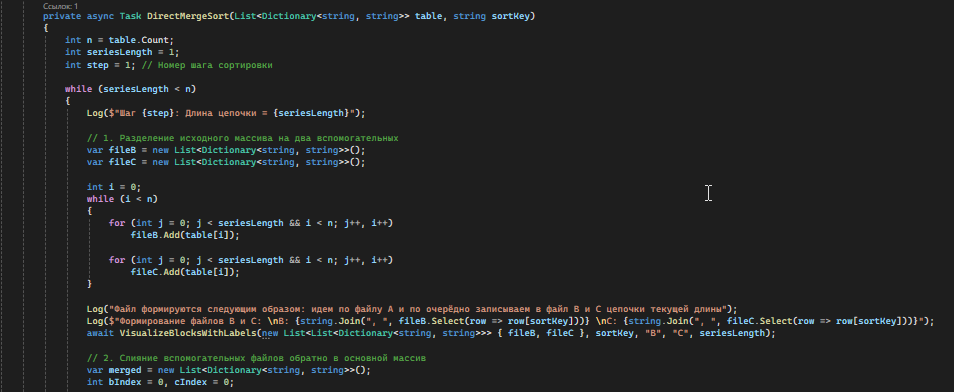 Ссылок: 1
private async Task DirectMergeSort(List<Dictionary<string, string>> table, string sortKey)
{
int n = table.Count;
int seriesLength = 1;
int step = 1; // Номер шага сортировки
while (seriesLength < n)
{
Log($"Шаг {step}: Длина цепочки = {seriesLength}");
// 1. Разделение исходного массива на два вспомогательных
var fileB = new List<Dictionary<string, string>>();
var fileC = new List<Dictionary<string, string>>();
int i = 0;
while (i < n)
{
for (int j = 0; j < seriesLength && i < n; j++, i++)
fileB.Add(table[i]);
for (int j = 0; j < seriesLength && i < n; j++, i++)
fileC.Add(table[i]);
}
Log("Файл формируются следующим образом: идем по файлу А и по очерёдно записываем в файл В и С цепочки текущей длины");
Log($"Формирование файлов В и С: \nB: {string.Join(", ", fileB.Select(row => row[sortKey]))} \nC: {string.Join(", ", fileC.Select(row => row[sortKey]))}");
await VisualizeBlocksWithLabels(new List<List<Dictionary<string, string>>> { fileB, fileC }, sortKey, "B", "C", seriesLength);
// 2. Слияние вспомогательных файлов обратно в основной массив
var merged = new List<Dictionary<string, string>>();
int bIndex = 0, cIndex = 0;